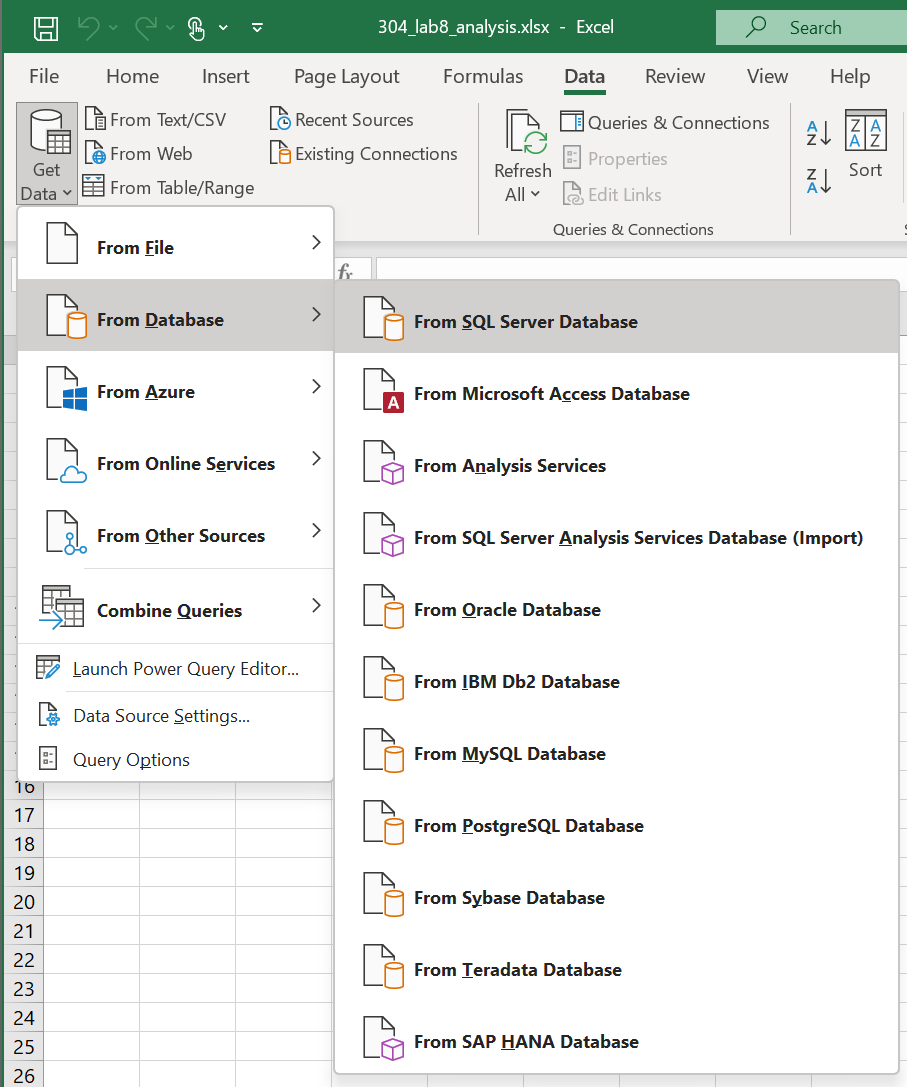 304_lab8_analysis.xlsx - Excel
Search
File Home Insert Page Layout Formulas Data Review View Help
Get Data
From Text/CSV
From Web
From Table/Range
Recent Sources
Existing Connections
Refresh All
Queries & Connections
Properties
Edit Links
Queries & Connections
A
Z
Z
A
Z A
A Z
Sort
fx
From File
From Database
From Azure
From Online Services
From Other Sources
Combine Queries
Launch Power Query Editor...
Data Source Settings...
Query Options
From SQL Server Database
From Microsoft Access Database
From Analysis Services
From SQL Server Analysis Services Database (Import)
From Oracle Database
From IBM Db2 Database
From MySQL Database
From PostgreSQL Database
From Sybase Database
From Teradata Database
From SAP HANA Database
16
17
18
19
20
21
22
23
24
25
26